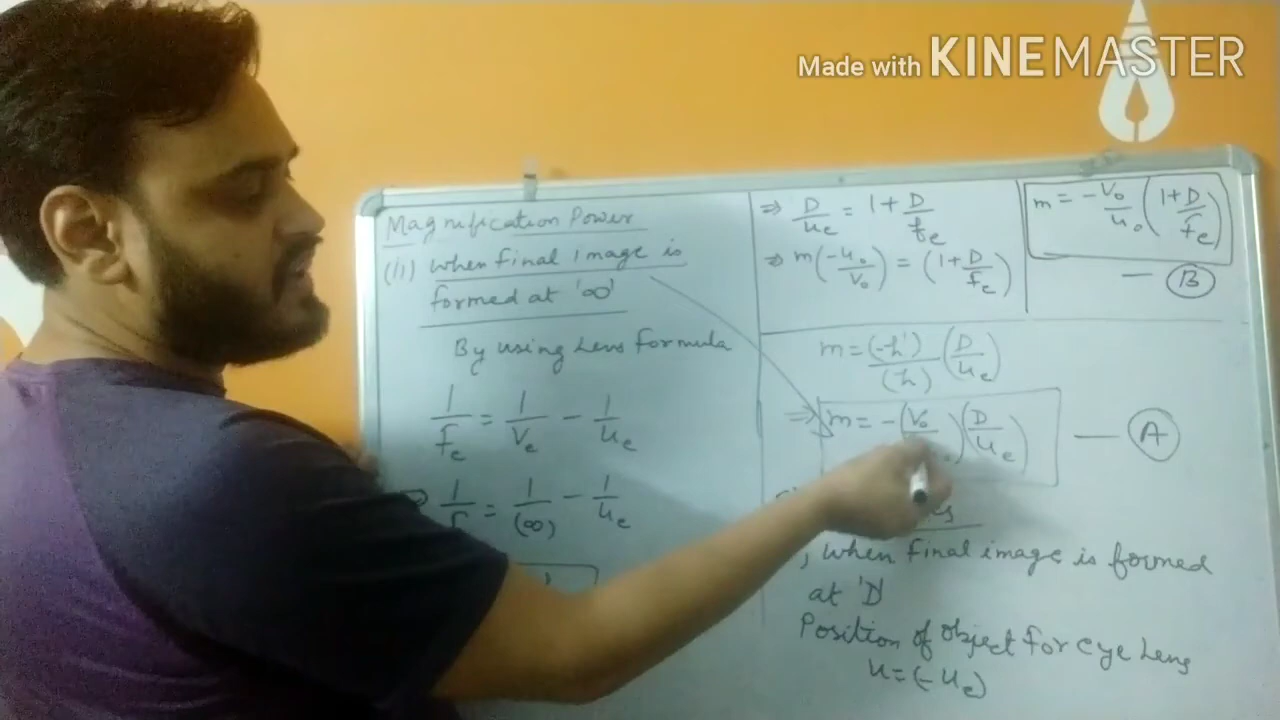 Made with KINEMASTER
Magnification Power
(ii) when final image is
formed at '∞'
By using Lens formula
1/fe = 1/Ve - 1/ue
1/f = 1/(∞) - 1/ue
⇒ D/ue = 1 + D/fe
⇒ m(-uo/vo) = (1+D/fe)
m = -Vo/uo (1+D/fe)
— (B)
m = (-h')/(h) (D/ue)
⇒ m = -(Vo/ )(D/ue) — (A)
, when final image is formed
at 'D'
Position of object for eye lens
u = (-ue)